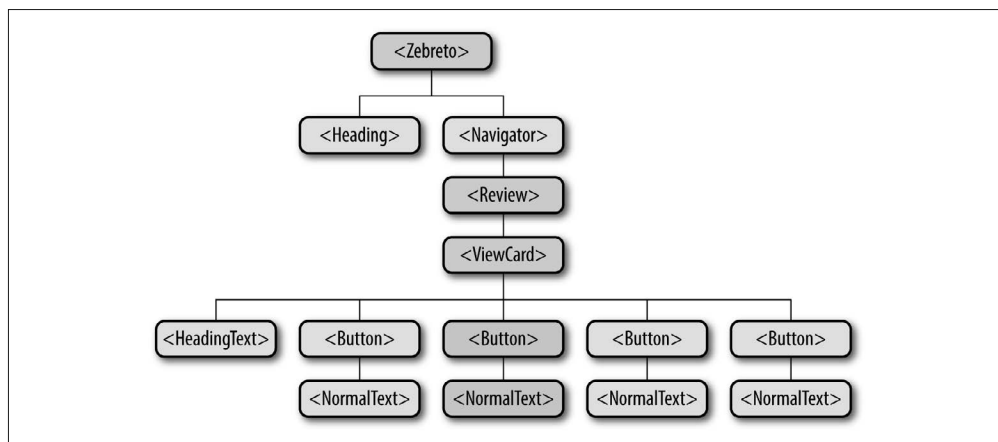 <Zebreto>
<Heading> <Navigator>
<Review>
<ViewCard>
<HeadingText> <Button> <Button> <Button> <Button>
<NormalText> <NormalText> <NormalText> <NormalText>